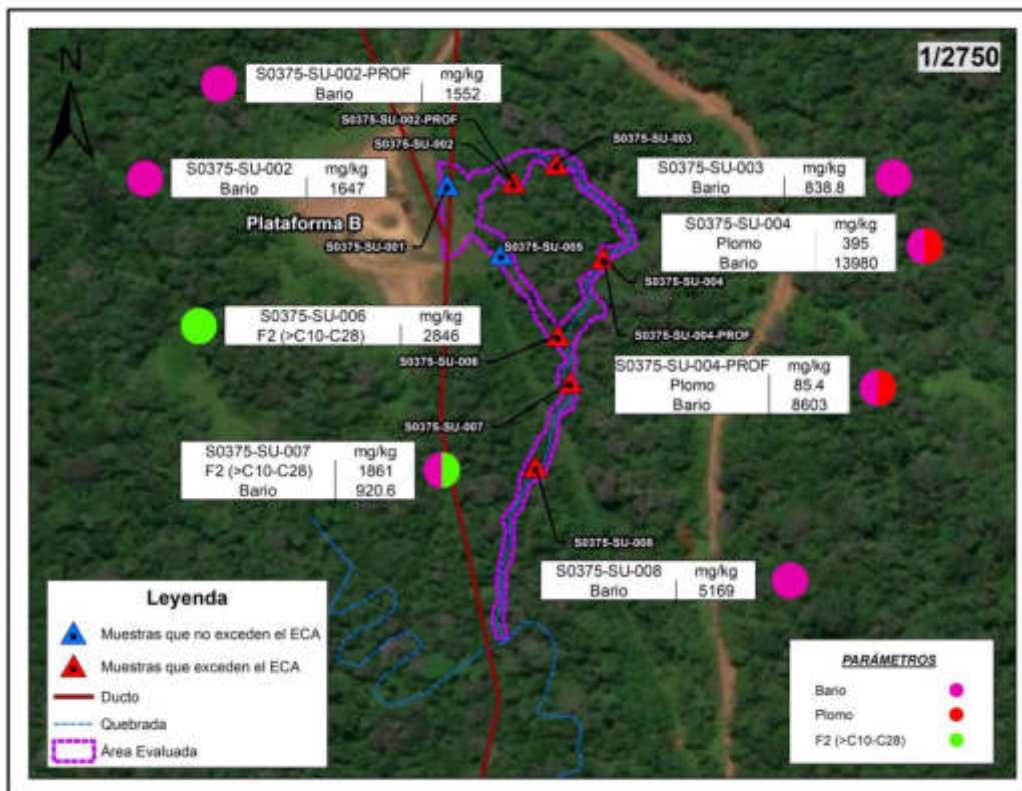 N
1/2750
S0375-SU-002-PROF mg/kg
Bario 1552
S0375-SU-002-PROF
S0375-SU-002
S0375-SU-003
S0375-SU-002 mg/kg
Bario 1647
S0375-SU-003 mg/kg
Bario 838.8
Plataforma B
S0375-SU-001
S0375-SU-005
S0375-SU-004 mg/kg
Plomo 395
Bario 13980
S0375-SU-004
S0375-SU-006 mg/kg
F2 (>C10-C28) 2846
S0375-SU-004-PROF
S0375-SU-006
S0375-SU-004-PROF mg/kg
Plomo 85.4
Bario 8603
S0375-SU-007
S0375-SU-007 mg/kg
F2 (>C10-C28) 1861
Bario 920.6
S0375-SU-008
S0375-SU-008 mg/kg
Bario 5169
Leyenda
Muestras que no exceden el ECA
Muestras que exceden el ECA
Ducto
Quebrada
Área Evaluada
PARÁMETROS
Bario
Plomo
F2 (>C10-C28)